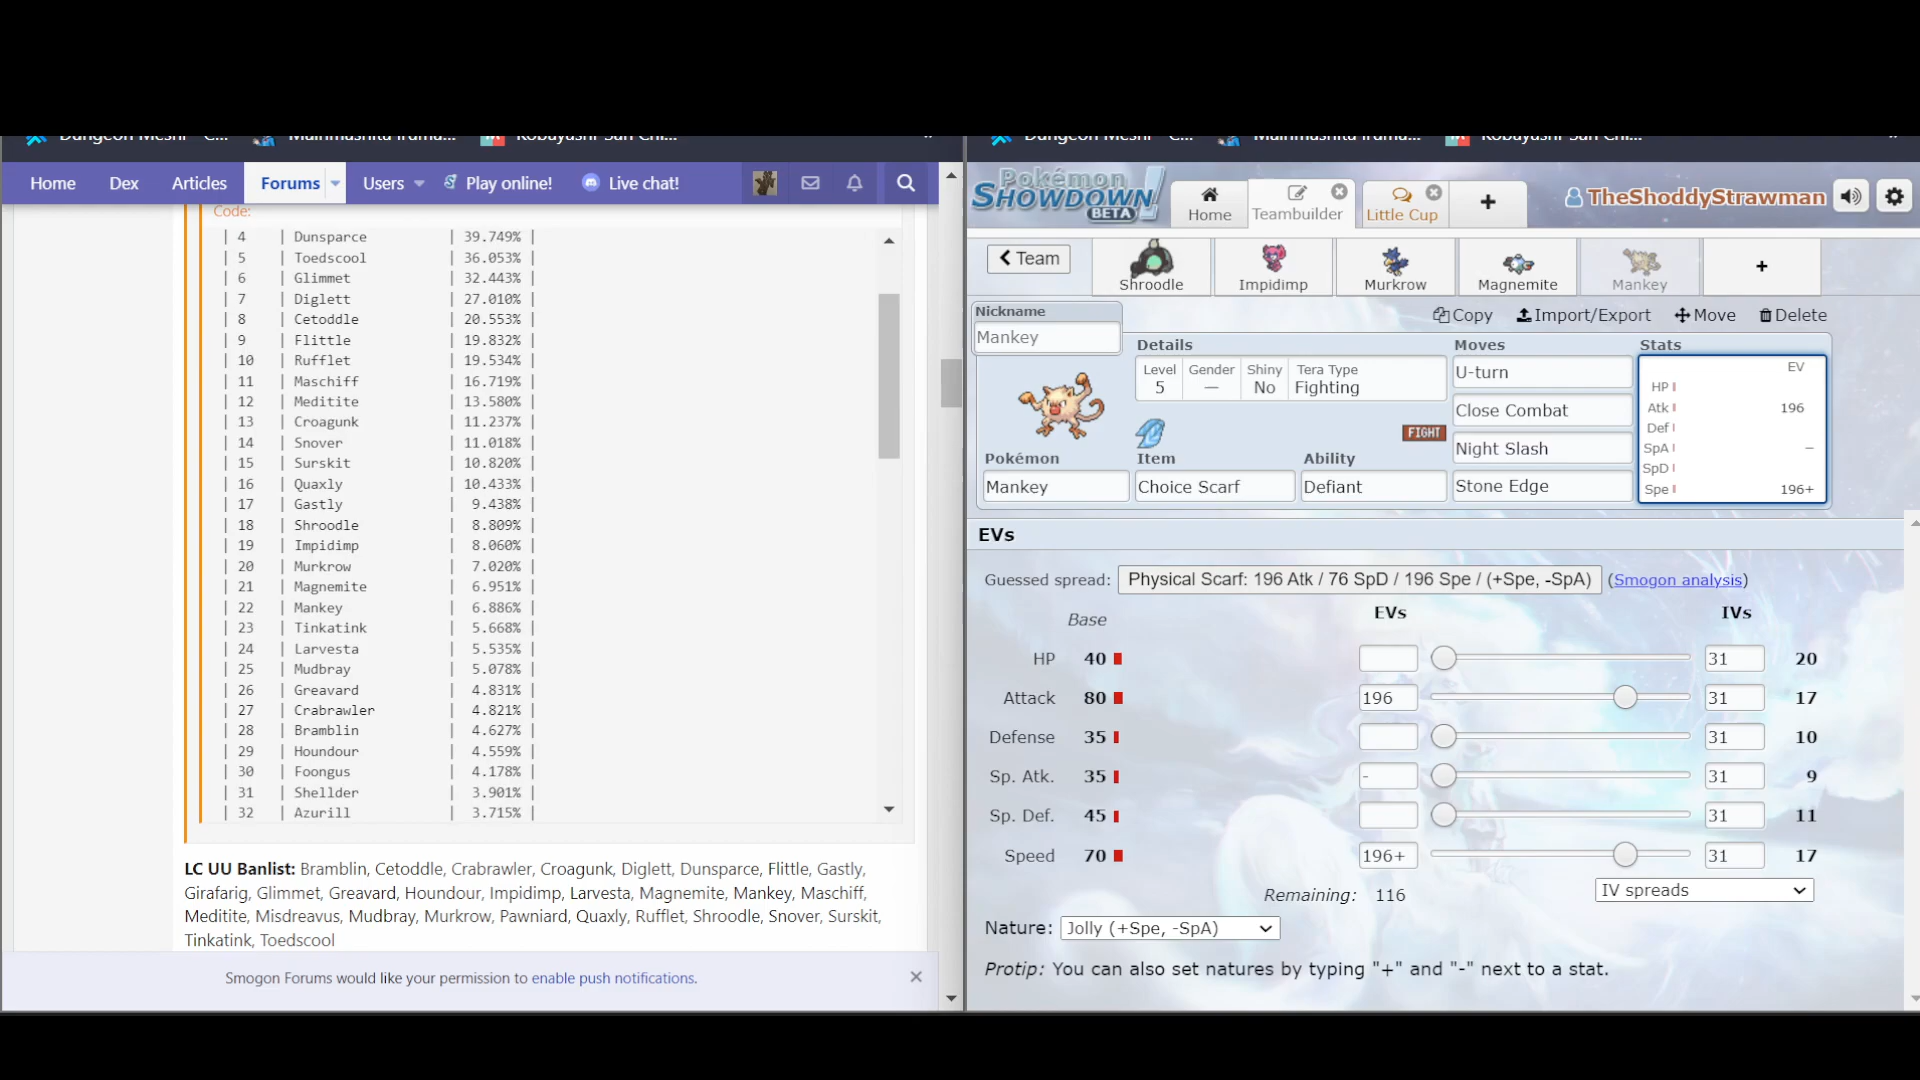 Dungeon Meshi - C...
Kobayashi San Chi...
Dungeon Meshi - C...
Kobayashi San Chi...
Home
Dex
Articles
Forums
Users
Play online!
Live chat!
Code:
| 4 | Dunsparce | 39.749% |
| 5 | Toedscool | 36.053% |
| 6 | Glimmet | 32.443% |
| 7 | Diglett | 27.010% |
| 8 | Cetoddle | 20.553% |
| 9 | Flittle | 19.832% |
| 10 | Rufflet | 19.534% |
| 11 | Maschiff | 16.719% |
| 12 | Meditite | 13.580% |
| 13 | Croagunk | 11.237% |
| 14 | Snover | 11.018% |
| 15 | Surskit | 10.820% |
| 16 | Quaxly | 10.433% |
| 17 | Gastly | 9.438% |
| 18 | Shroodle | 8.809% |
| 19 | Impidimp | 8.060% |
| 20 | Murkrow | 7.020% |
| 21 | Magnemite | 6.951% |
| 22 | Mankey | 6.886% |
| 23 | Tinkatink | 5.668% |
| 24 | Larvesta | 5.535% |
| 25 | Mudbray | 5.078% |
| 26 | Greavard | 4.831% |
| 27 | Crabrawler | 4.821% |
| 28 | Bramblin | 4.627% |
| 29 | Houndour | 4.559% |
| 30 | Foongus | 4.178% |
| 31 | Shellder | 3.901% |
| 32 | Azurill | 3.715% |
LC UU Banlist: Bramblin, Cetoddle, Crabrawler, Croagunk, Diglett, Dunsparce, Flittle, Gastly,
Girafarig, Glimmet, Greavard, Houndour, Impidimp, Larvesta, Magnemite, Mankey, Maschiff,
Meditite, Misdreavus, Mudbray, Murkrow, Pawniard, Quaxly, Rufflet, Shroodle, Snover, Surskit,
Tinkatink, Toedscool
Smogon Forums would like your permission to enable push notifications.
Pokémon
SHOWDOWN!
BETA
Home
Teambuilder
Little Cup
+
TheShoddyStrawman
Team
Shroodle
Impidimp
Murkrow
Magnemite
Mankey
+
Copy
Import/Export
Move
Delete
Nickname
Mankey
Details
Level Gender Shiny Tera Type
5 — No Fighting
FIGHT
Pokémon
Mankey
Item
Choice Scarf
Ability
Defiant
Moves
U-turn
Close Combat
Night Slash
Stone Edge
Stats
EV
HP
Atk 196
Def
SpA –
SpD
Spe 196+
EVs
Guessed spread: Physical Scarf: 196 Atk / 76 SpD / 196 Spe / (+Spe, -SpA) (Smogon analysis)
Base EVs IVs
HP 40 31 20
Attack 80 196 31 17
Defense 35 31 10
Sp. Atk. 35 - 31 9
Sp. Def. 45 31 11
Speed 70 196+ 31 17
Remaining: 116
IV spreads
Nature: Jolly (+Spe, -SpA)
Protip: You can also set natures by typing "+" and "-" next to a stat.